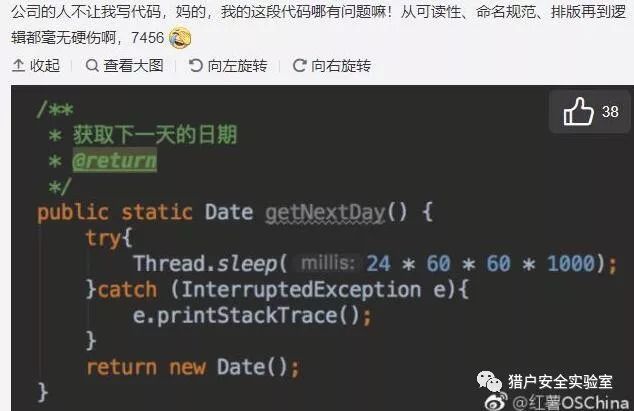 公司的人不让我写代码，妈的，我的这段代码哪有问题嘛！从可读性、命名规范、排版再到逻
辑都毫无硬伤啊，7456
收起 查看大图 向左旋转 向右旋转
38
/**
* 获取下一天的日期
* @return
*/
public static Date getNextDay() {
try{
Thread.sleep( millis: 24 * 60 * 60 * 1000);
}catch (InterruptedException e){
e.printStackTrace();
}
return new Date();
}
猎户安全实验室
@红薯OSChina